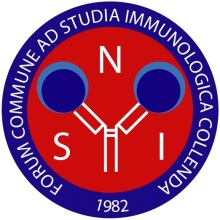 FORUM COMMUNE AD STUDIA IMMUNOLOGICA COLLENDA
N
S I
1982